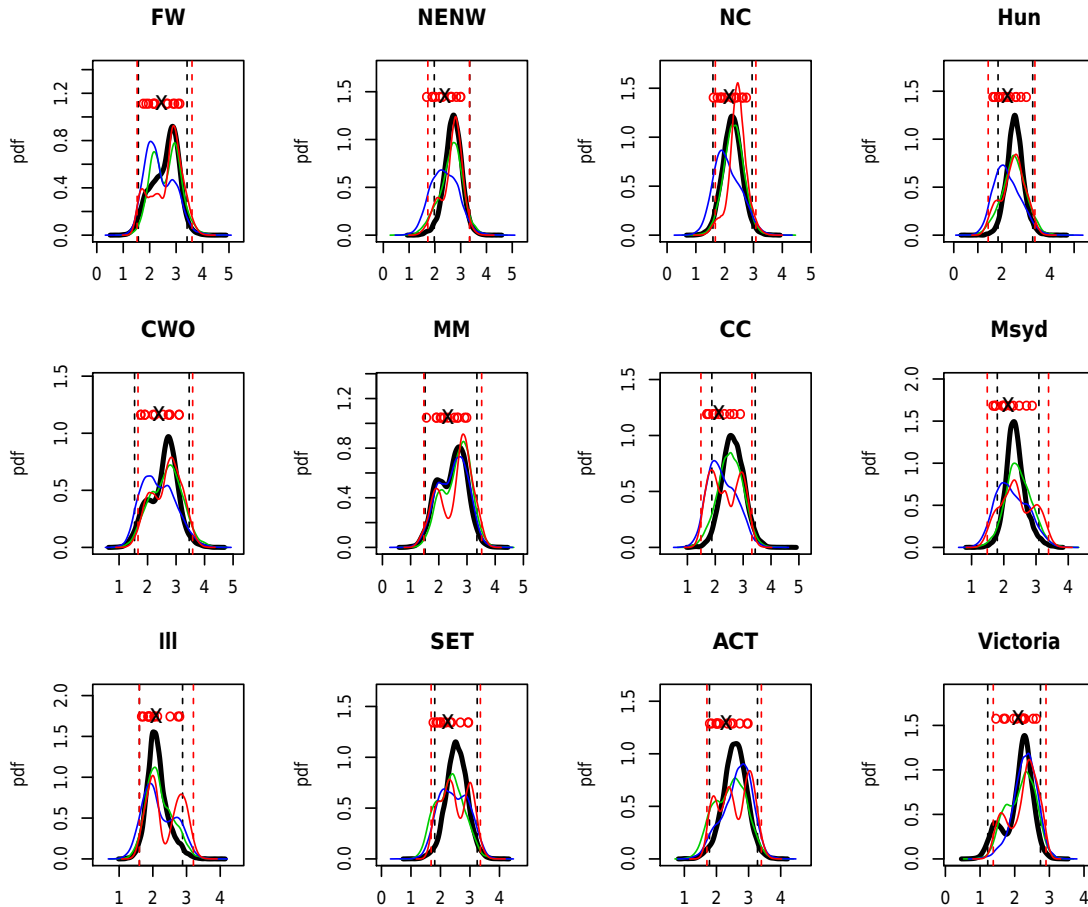 FW NENW NC Hun
pdf 0.0 0.4 0.8 1.2
0 1 2 3 4 5
0.0 0.5 1.0 1.5
1 2 3 4 5
pdf 0.0 0.5 1.0 1.5
0 1 2 3 4
pdf 0.0 0.5 1.0 1.5
0 2 4
CWO MM CC Msyd
pdf 0.0 0.5 1.0 1.5
1 2 3 4 5
pdf 0.0 0.4 0.8 1.2
0 1 2 3 4 5
pdf 0.0 0.5 1.0 1.5
0 1 2 3 4 5
pdf 0.0 0.5 1.0 1.5 2.0
0 1 2 3 4
Ill SET ACT Victoria
pdf 0.0 0.5 1.0 1.5 2.0
1 2 3 4
pdf 0.0 0.5 1.0 1.5
0 1 2 3 4
pdf 0.0 0.5 1.0 1.5
1 2 3 4
pdf 0.0 0.5 1.0 1.5
0 1 2 3 4